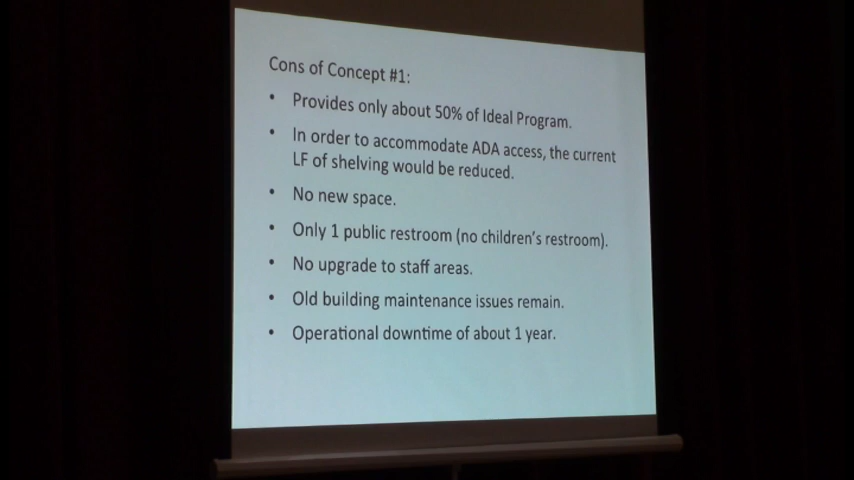 Cons of Concept #1:
• Provides only about 50% of Ideal Program.
• In order to accommodate ADA access, the current
LF of shelving would be reduced.
• No new space.
• Only 1 public restroom (no children's restroom).
• No upgrade to staff areas.
• Old building maintenance issues remain.
• Operational downtime of about 1 year.